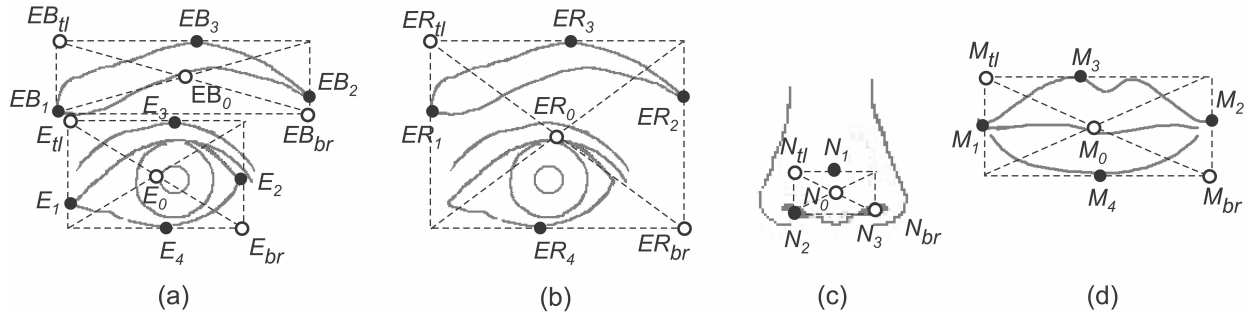 EB_tl EB_3
EB_1 EB_0 EB_2
E_tl E_3 EB_br
E_1 E_0 E_2
E_4 E_br
(a)
ER_tl ER_3
ER_1 ER_0 ER_2
ER_4 ER_br
(b)
N_tl N_1
N_0
N_2 N_3 N_br
(c)
M_tl M_3 M_2
M_1 M_0
M_4 M_br
(d)